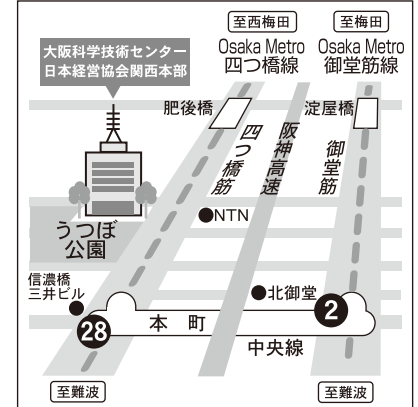 至西梅田
至梅田
大阪科学技術センター
日本経営協会関西本部
Osaka Metro
四つ橋線
Osaka Metro
御堂筋線
肥後橋
淀屋橋
四つ橋筋
阪神高速
御堂筋
NTN
うつぼ
公園
信濃橋
三井ビル
北御堂
28
本町
2
中央線
至難波
至難波